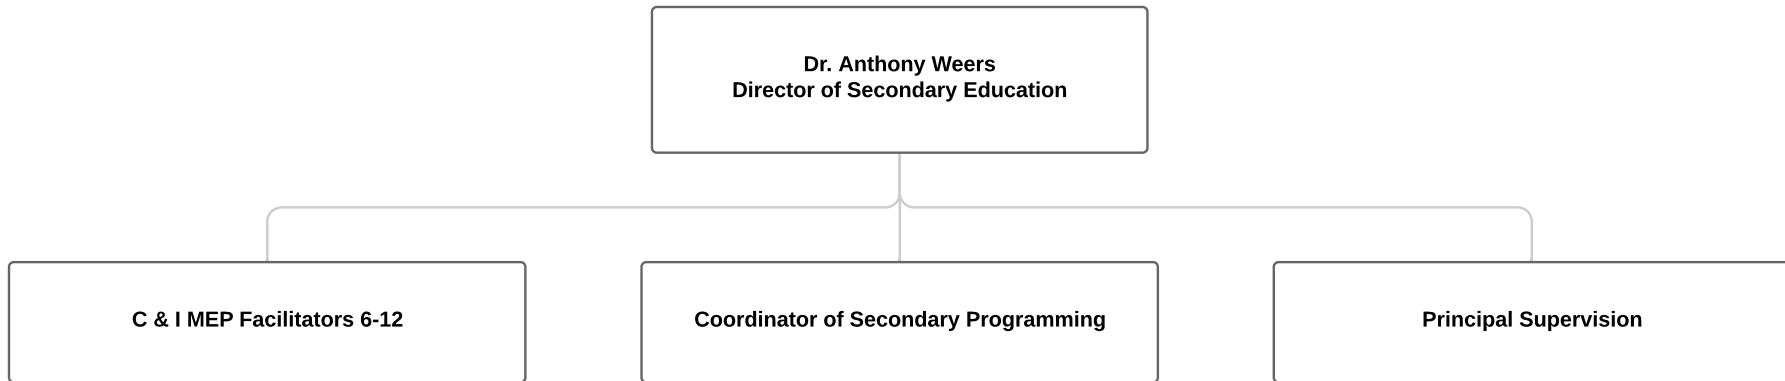 Dr. Anthony Weers
Director of Secondary Education
C & I MEP Facilitators 6-12
Coordinator of Secondary Programming
Principal Supervision